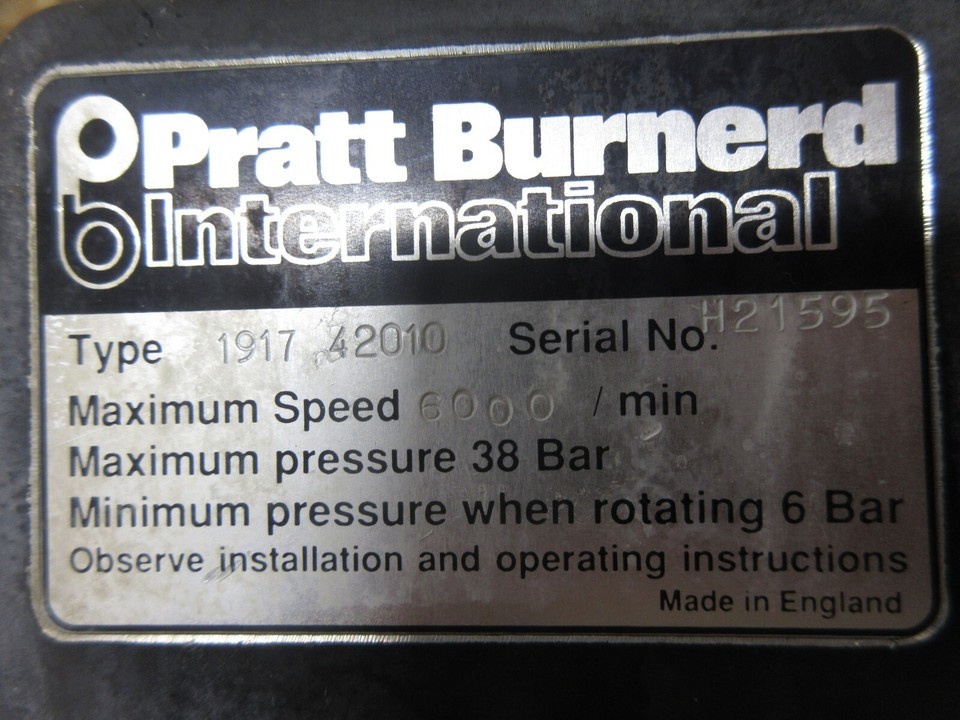 Pratt Burnerd
International
Type 1917 42010 Serial No. H21595
Maximum Speed 6000 / min
Maximum pressure 38 Bar
Minimum pressure when rotating 6 Bar
Observe installation and operating instructions
Made in England